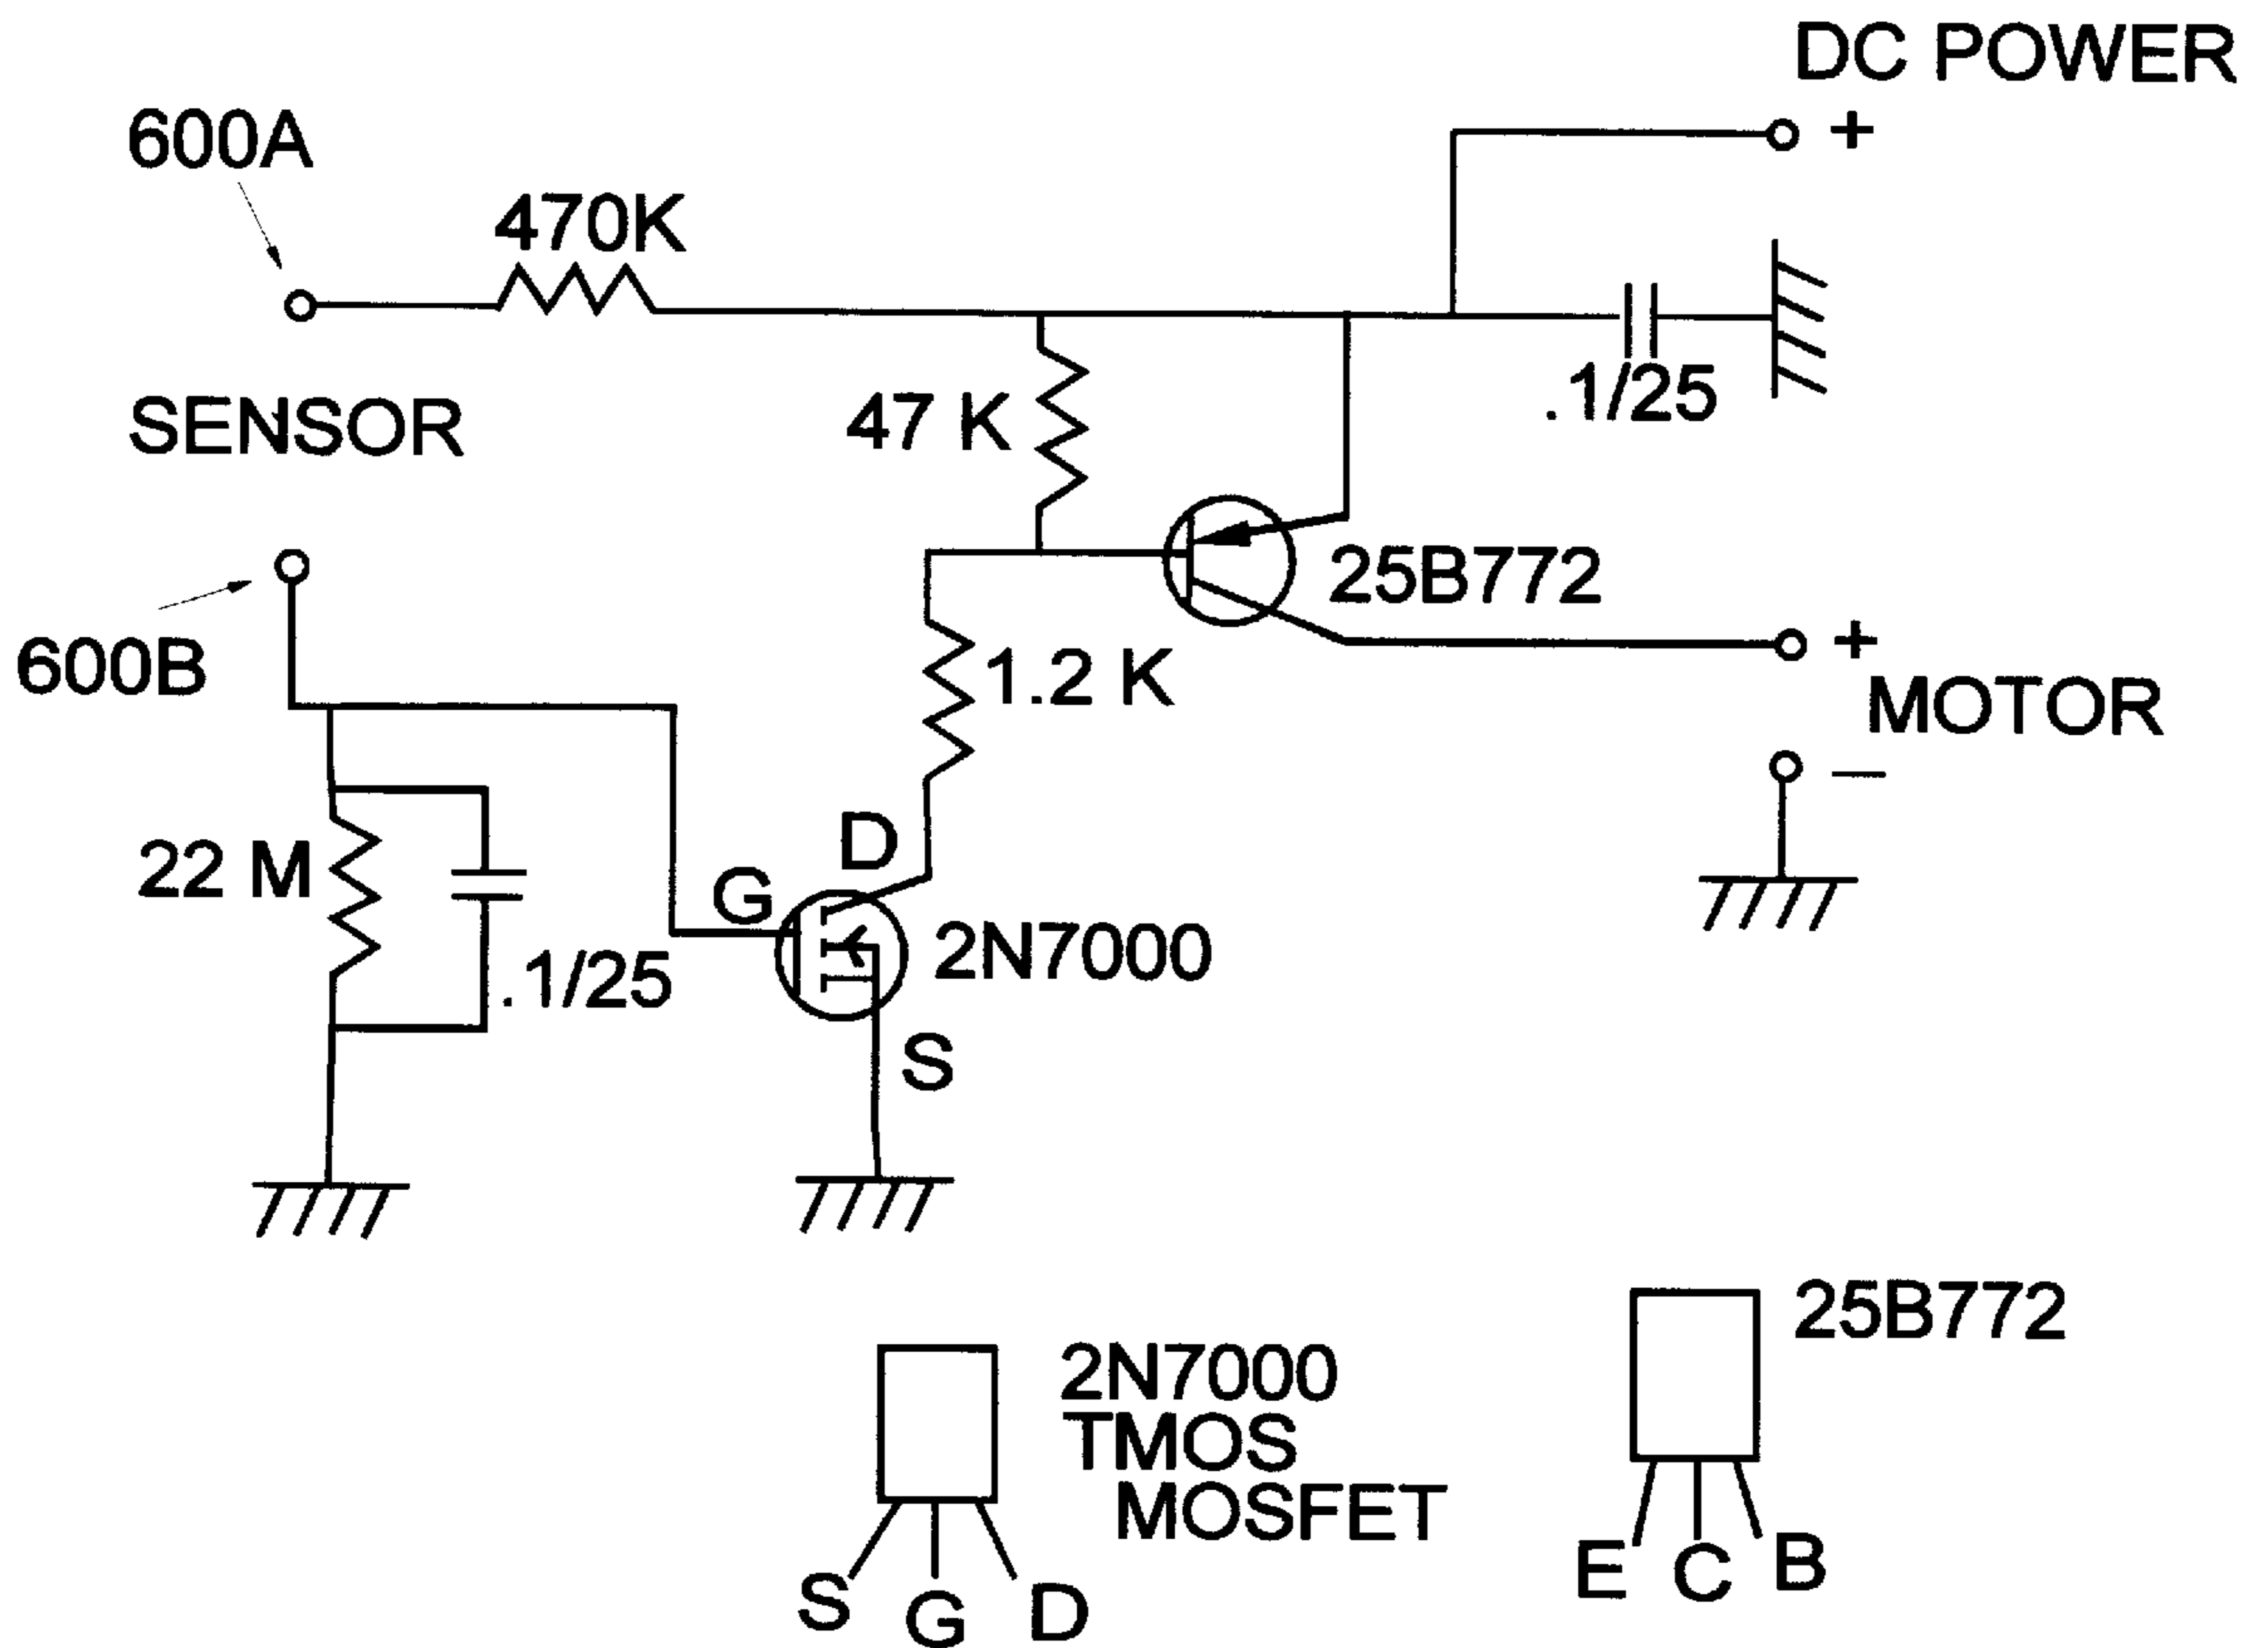 DC POWER
+
600A
470K
.1/25
SENSOR
47 K
25B772
600B
1.2 K
+
MOTOR
—
22 M
D
G
2N7000
.1/25
S
25B772
2N7000
TMOS
MOSFET
E C B
S G D